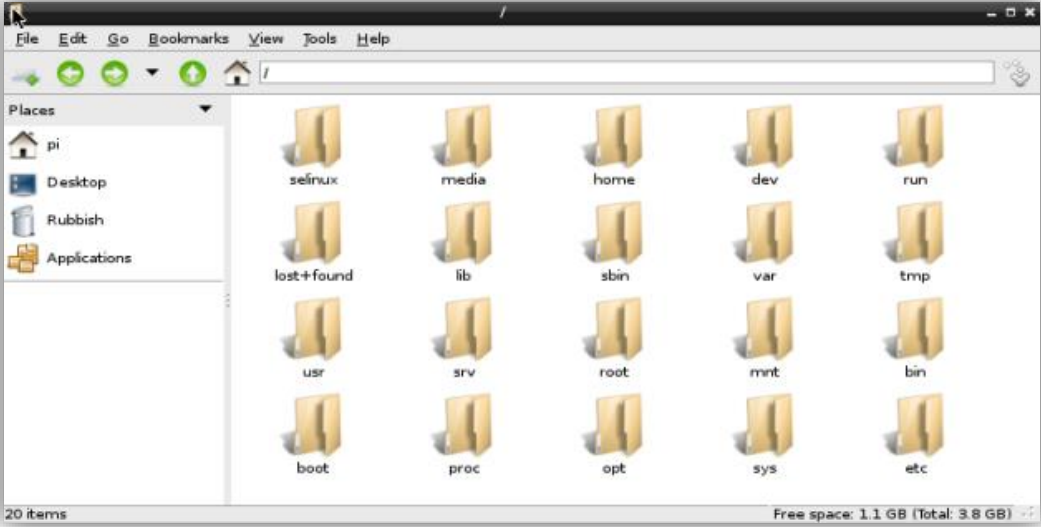 /
File Edit Go Bookmarks View Tools Help
/
Places
pi
Desktop
Rubbish
Applications
selinux media home dev run
lost+found lib sbin var tmp
usr srv root mnt bin
boot proc opt sys etc
20 items Free space: 1.1 GB (Total: 3.8 GB)